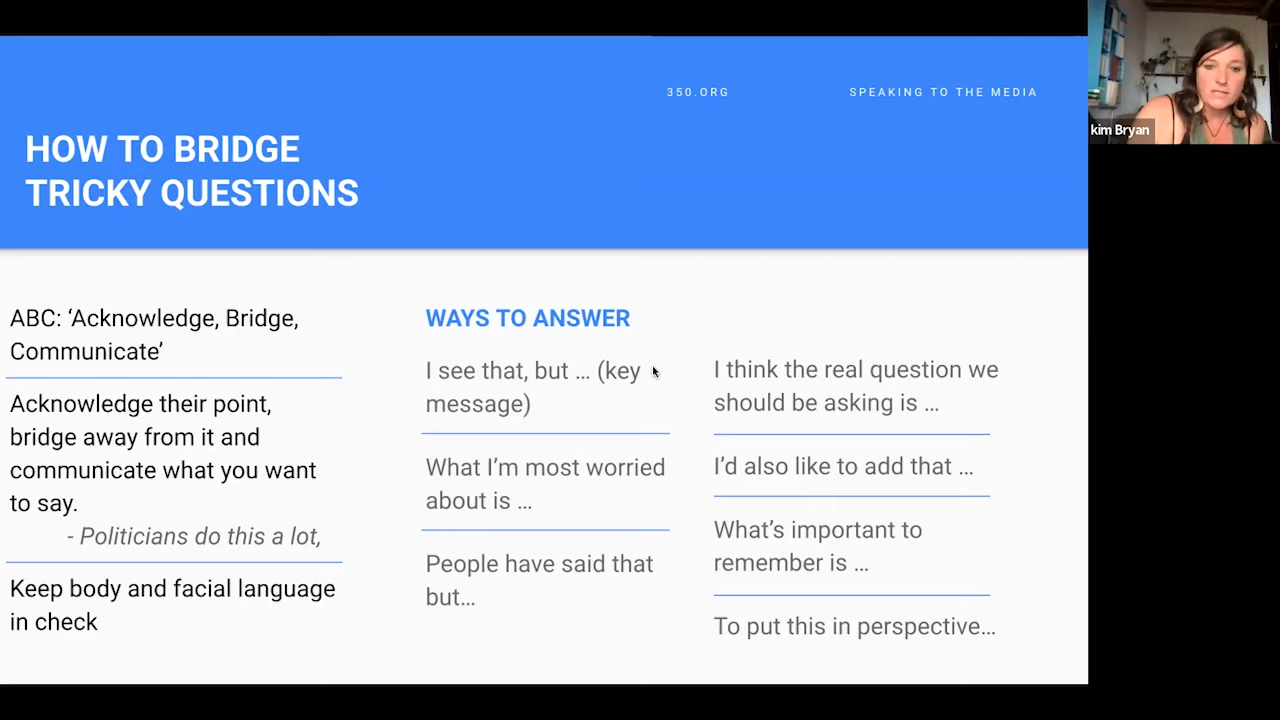 350.ORG
SPEAKING TO THE MEDIA
kim Bryan
HOW TO BRIDGE
TRICKY QUESTIONS
ABC: ‘Acknowledge, Bridge,
Communicate’
Acknowledge their point,
bridge away from it and
communicate what you want
to say.
- Politicians do this a lot,
Keep body and facial language
in check
WAYS TO ANSWER
I see that, but … (key
message)
What I’m most worried
about is …
People have said that
but…
I think the real question we
should be asking is …
I’d also like to add that …
What’s important to
remember is …
To put this in perspective…